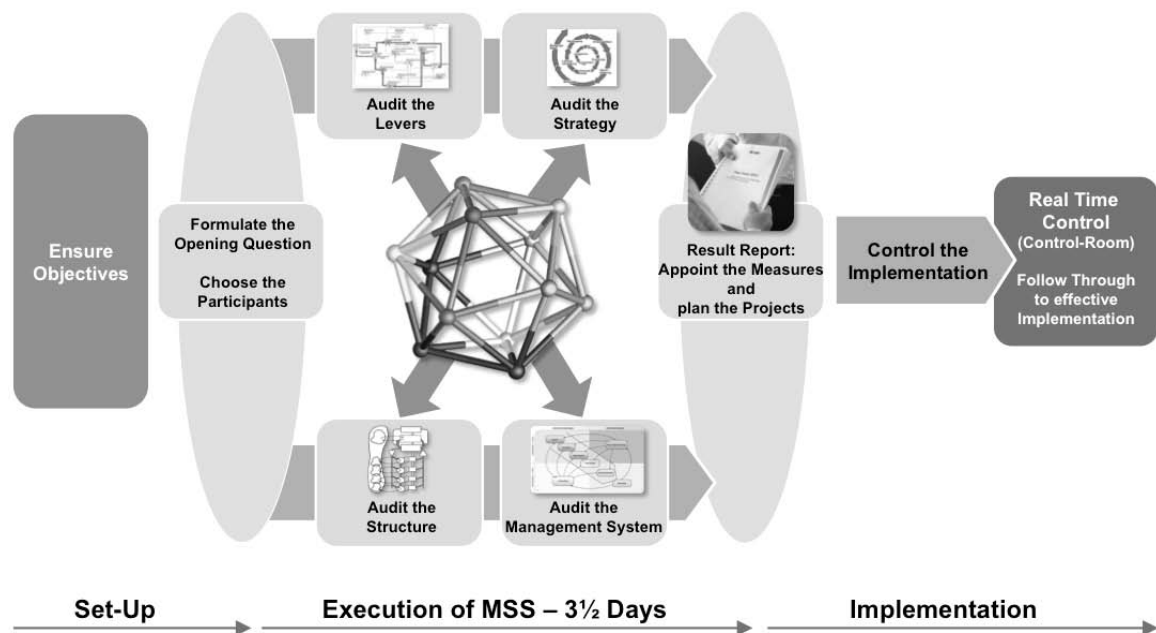 Ensure
Objectives
Formulate the
Opening Question
Choose the
Participants
Audit the
Levers
Audit the
Strategy
Audit the
Structure
Audit the
Management System
Result Report:
Appoint the Measures
and
plan the Projects
Control the
Implementation
Real Time
Control
(Control-Room)
Follow Through
to effective
Implementation
Set-Up
Execution of MSS – 3½ Days
Implementation